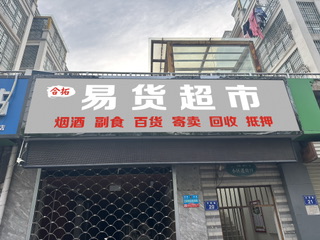 合拓
易货超市
烟酒 副食 百货 寄卖 回收 抵押